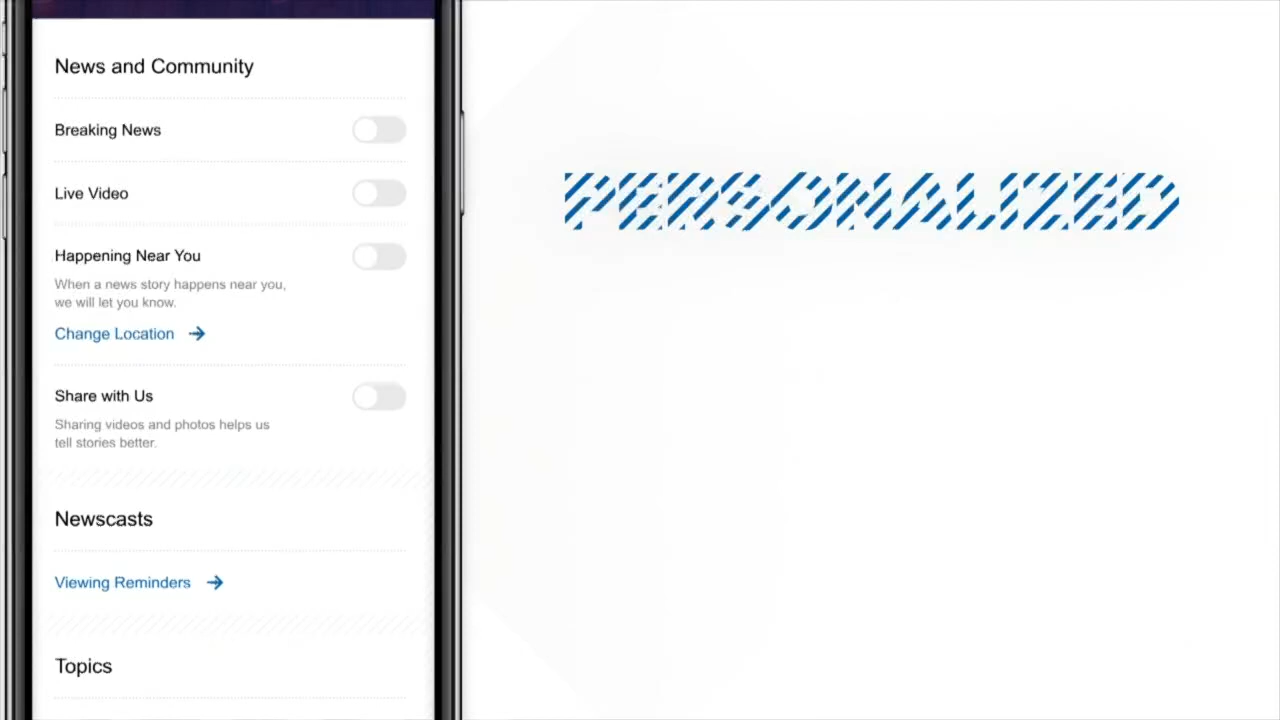 News and Community
Breaking News
Live Video
Happening Near You
When a news story happens near you,
we will let you know.
Change Location
Share with Us
Sharing videos and photos helps us
tell stories better.
Newscasts
Viewing Reminders
Topics
PERSONALIZED